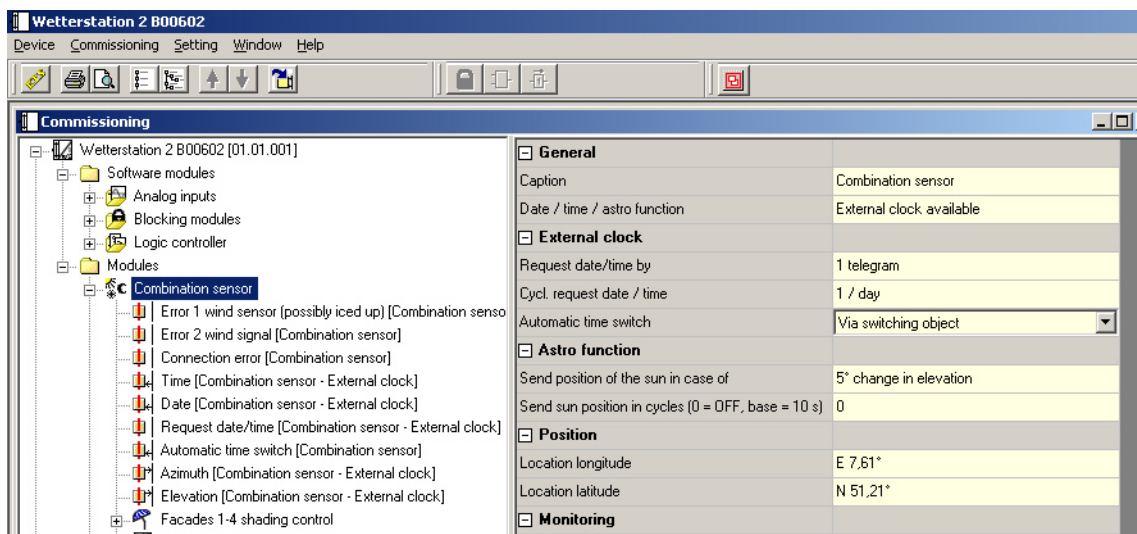 Wetterstation 2 B00602
Device Commissioning Setting Window Help
Commissioning
Wetterstation 2 B00602 [01.01.001]
Software modules
Analog inputs
Blocking modules
Logic controller
Modules
C Combination sensor
Error 1 wind sensor (possibly iced up) [Combination senso
Error 2 wind signal [Combination sensor]
Connection error [Combination sensor]
Time [Combination sensor - External clock]
Date [Combination sensor - External clock]
Request date/time [Combination sensor - External clock]
Automatic time switch [Combination sensor]
Azimuth [Combination sensor - External clock]
Elevation [Combination sensor - External clock]
Facades 1-4 shading control
General
Caption Combination sensor
Date / time / astro function External clock available
External clock
Request date/time by 1 telegram
Cycl. request date / time 1 / day
Automatic time switch Via switching object
Astro function
Send position of the sun in case of 5° change in elevation
Send sun position in cycles (0 = OFF, base = 10 s) 0
Position
Location longitude E 7,61°
Location latitude N 51,21°
Monitoring